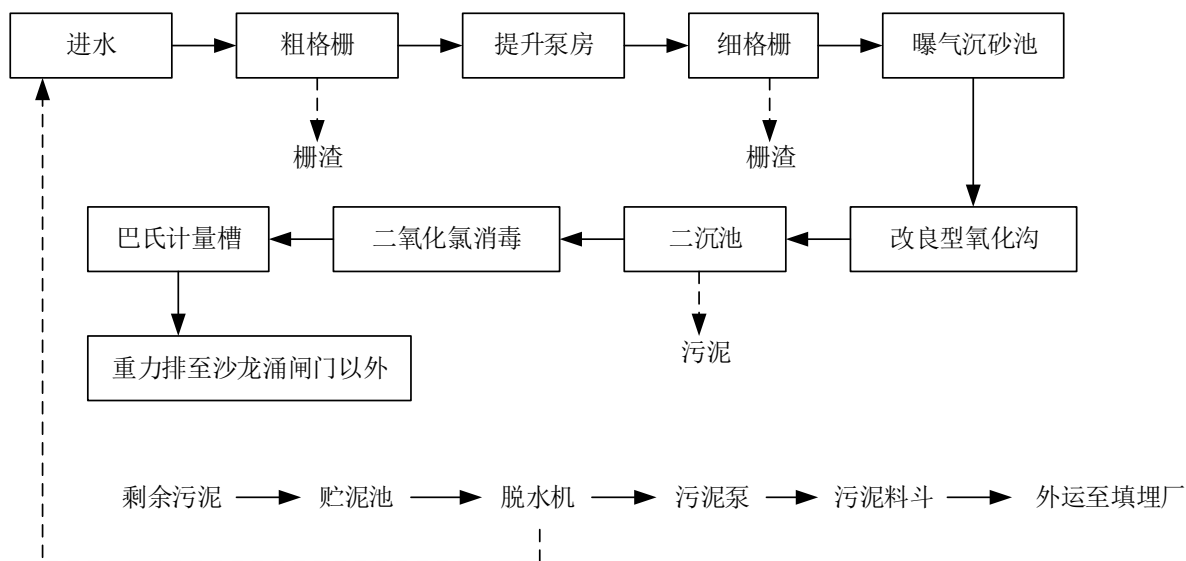 进水
粗格栅
提升泵房
细格栅
曝气沉砂池
栅渣
栅渣
巴氏计量槽
二氧化氯消毒
二沉池
改良型氧化沟
污泥
重力排至沙龙涌闸门以外
剩余污泥
贮泥池
脱水机
污泥泵
污泥料斗
外运至填埋厂